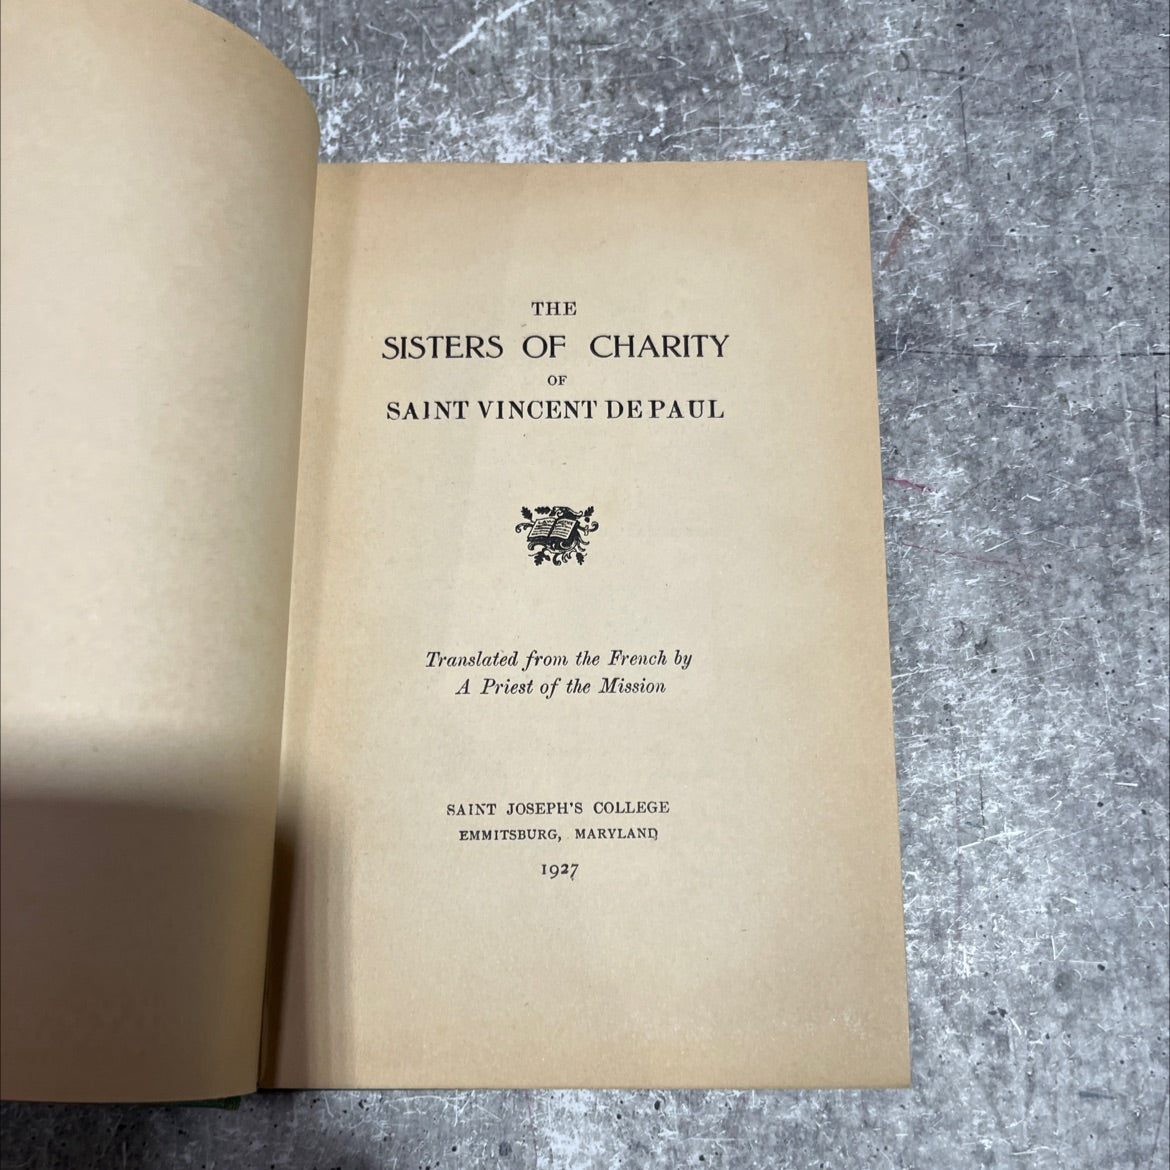 THE
SISTERS OF CHARITY
OF
SAINT VINCENT DE PAUL
Translated from the French by
A Priest of the Mission
SAINT JOSEPH'S COLLEGE
EMMITSBURG, MARYLAND
1927